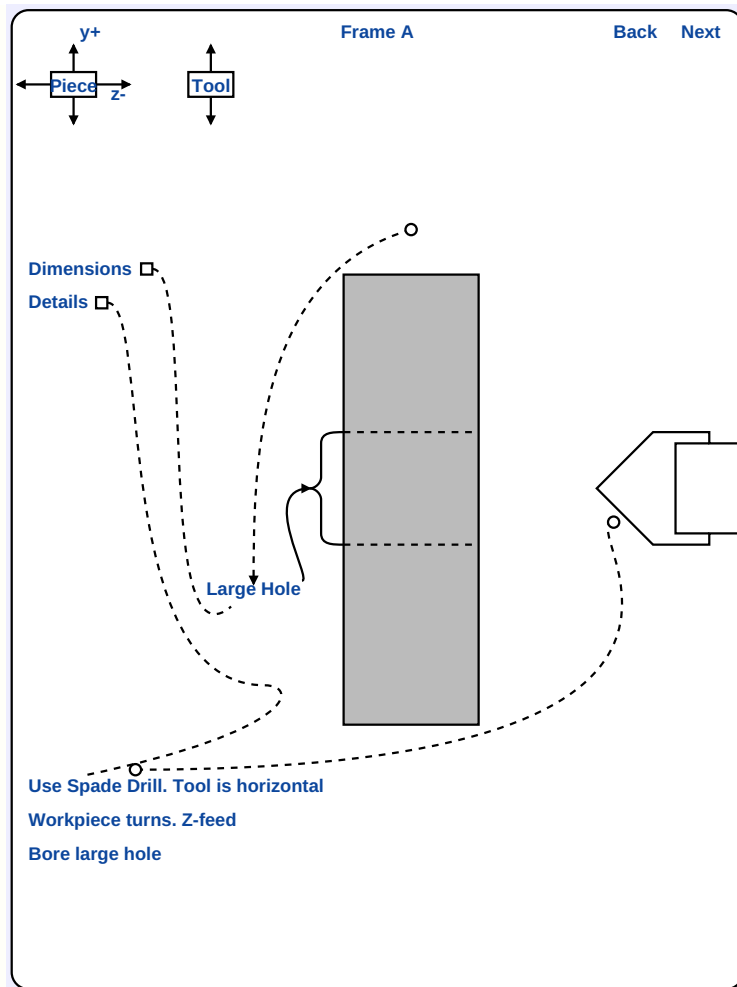 y+
Frame A
Back Next
Piece
z-
Tool
Dimensions
Details
Large Hole
Use Spade Drill. Tool is horizontal
Workpiece turns. Z-feed
Bore large hole